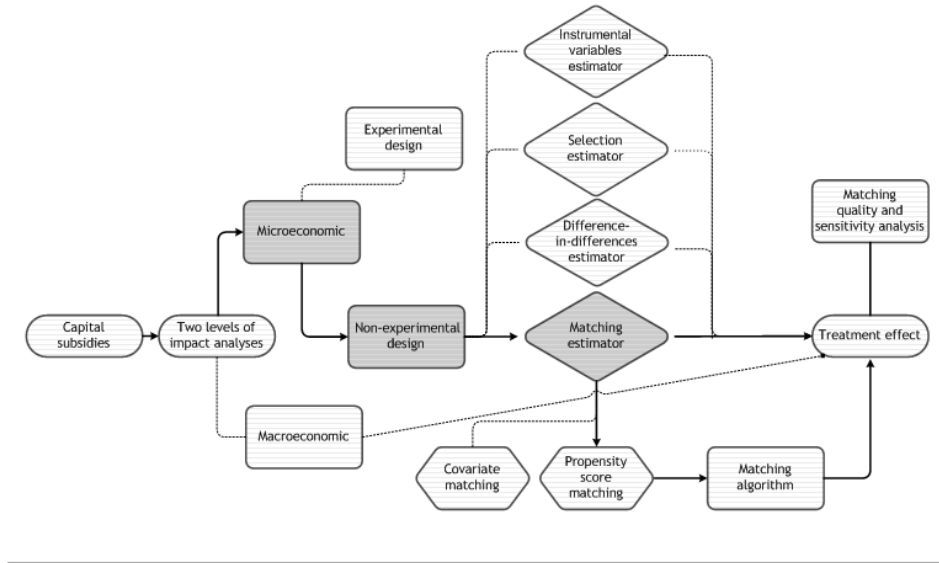 Instrumental
variables
estimator
Experimental
design
Selection
estimator
Matching
quality and
sensitivity analysis
Microeconomic
Difference-
in-differences
estimator
Capital
subsidies
Two levels of
impact analyses
Non-experimental
design
Matching
estimator
Treatment effect
Macroeconomic
Covariate
matching
Propensity
score
matching
Matching
algorithm